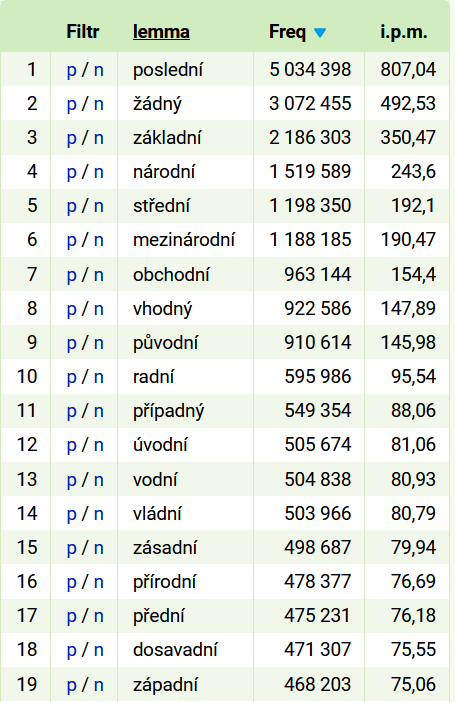 Filtr lemma Freq i.p.m.
1 p / n poslední 5 034 398 807,04
2 p / n žádný 3 072 455 492,53
3 p / n základní 2 186 303 350,47
4 p / n národní 1 519 589 243,6
5 p / n střední 1 198 350 192,1
6 p / n mezinárodní 1 188 185 190,47
7 p / n obchodní 963 144 154,4
8 p / n vhodný 922 586 147,89
9 p / n původní 910 614 145,98
10 p / n radní 595 986 95,54
11 p / n případný 549 354 88,06
12 p / n úvodní 505 674 81,06
13 p / n vodní 504 838 80,93
14 p / n vládní 503 966 80,79
15 p / n zásadní 498 687 79,94
16 p / n přírodní 478 377 76,69
17 p / n přední 475 231 76,18
18 p / n dosavadní 471 307 75,55
19 p / n západní 468 203 75,06